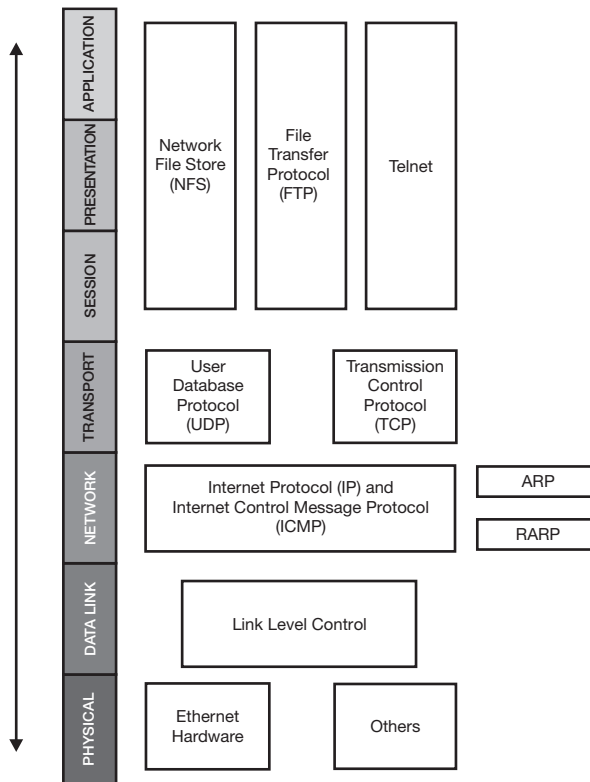 APPLICATION
PRESENTATION
SESSION
TRANSPORT
NETWORK
DATA LINK
PHYSICAL
Network
File Store
(NFS)
File
Transfer
Protocol
(FTP)
Telnet
User
Database
Protocol
(UDP)
Transmission
Control
Protocol
(TCP)
Internet Protocol (IP) and
Internet Control Message Protocol
(ICMP)
ARP
RARP
Link Level Control
Ethernet
Hardware
Others